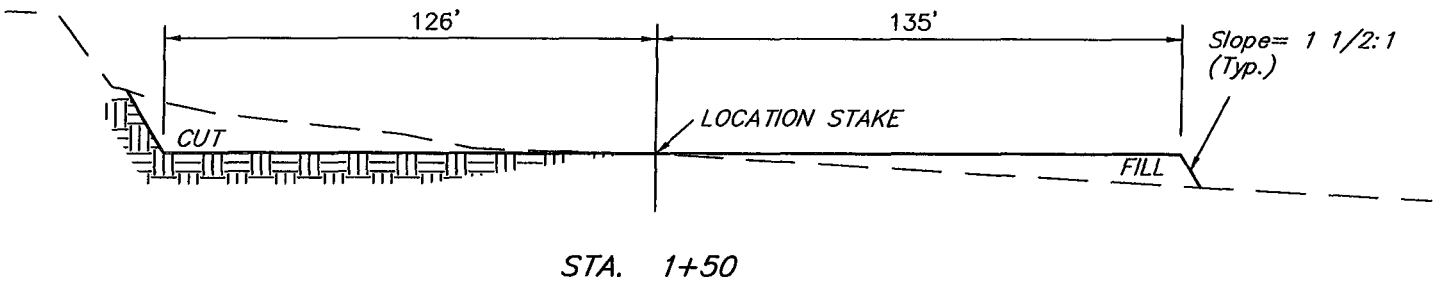 126'
135'
Slope= 1 1/2:1
(Typ.)
LOCATION STAKE
CUT
FILL
STA. 1+50